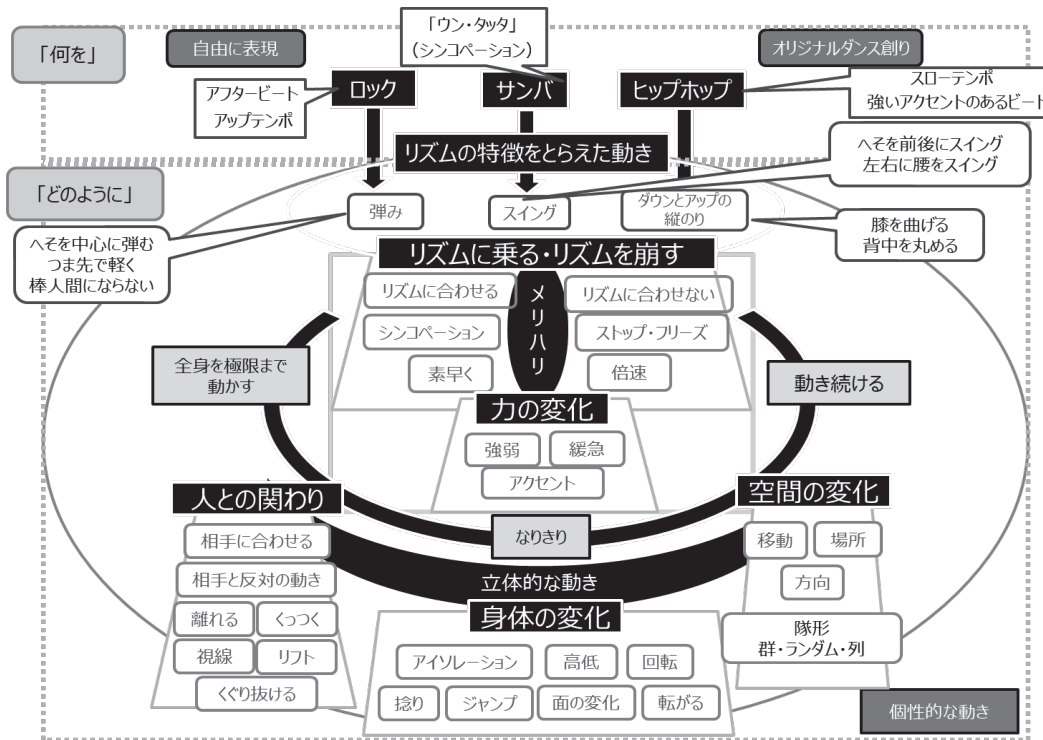 「何を」
自由に表現
「ウン・タッタ」
（シンコペーション）
オリジナルダンス創り
アフタービート
アップテンポ
ロック
サンバ
ヒップホップ
スローテンポ
強いアクセントのあるビート
リズムの特徴をとらえた動き
へそを前後にスイング
左右に腰をスイング
「どのように」
弾み
スイング
ダウンとアップの
縦のり
へそを中心に弾む
つま先で軽く
棒人間にならない
膝を曲げる
背中を丸める
リズムに乗る・リズムを崩す
リズムに合わせる
メリハリ
リズムに合わせない
シンコペーション
ストップ・フリーズ
素早く
倍速
全身を極限まで
動かす
動き続ける
力の変化
強弱
緩急
アクセント
人との関わり
空間の変化
相手に合わせる
なりきり
移動
場所
相手と反対の動き
立体的な動き
方向
離れる
くっつく
身体の変化
隊形
群・ランダム・列
視線
リフト
アイソレーション
高低
回転
くぐり抜ける
捻り
ジャンプ
面の変化
転がる
個性的な動き